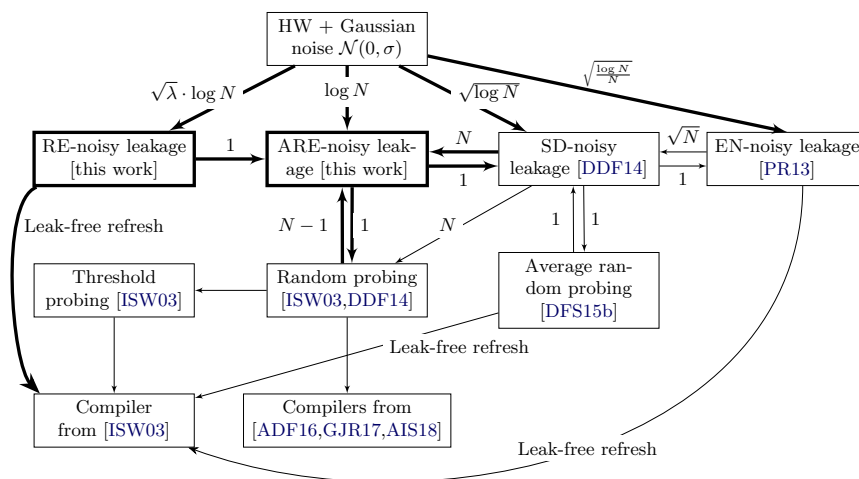 HW + Gaussian
noise 𝒩(0, σ)
√λ · log N
log N
√log N
√(log N / N)
RE-noisy leakage
[this work]
1
ARE-noisy leak-
age [this work]
N
1
SD-noisy
leakage [DDF14]
√N
1
EN-noisy leakage
[PR13]
Leak-free refresh
N − 1
1
N
1
1
Threshold
probing [ISW03]
Random probing
[ISW03,DDF14]
Average ran-
dom probing
[DFS15b]
Leak-free refresh
Compiler
from [ISW03]
Compilers from
[ADF16,GJR17,AIS18]
Leak-free refresh